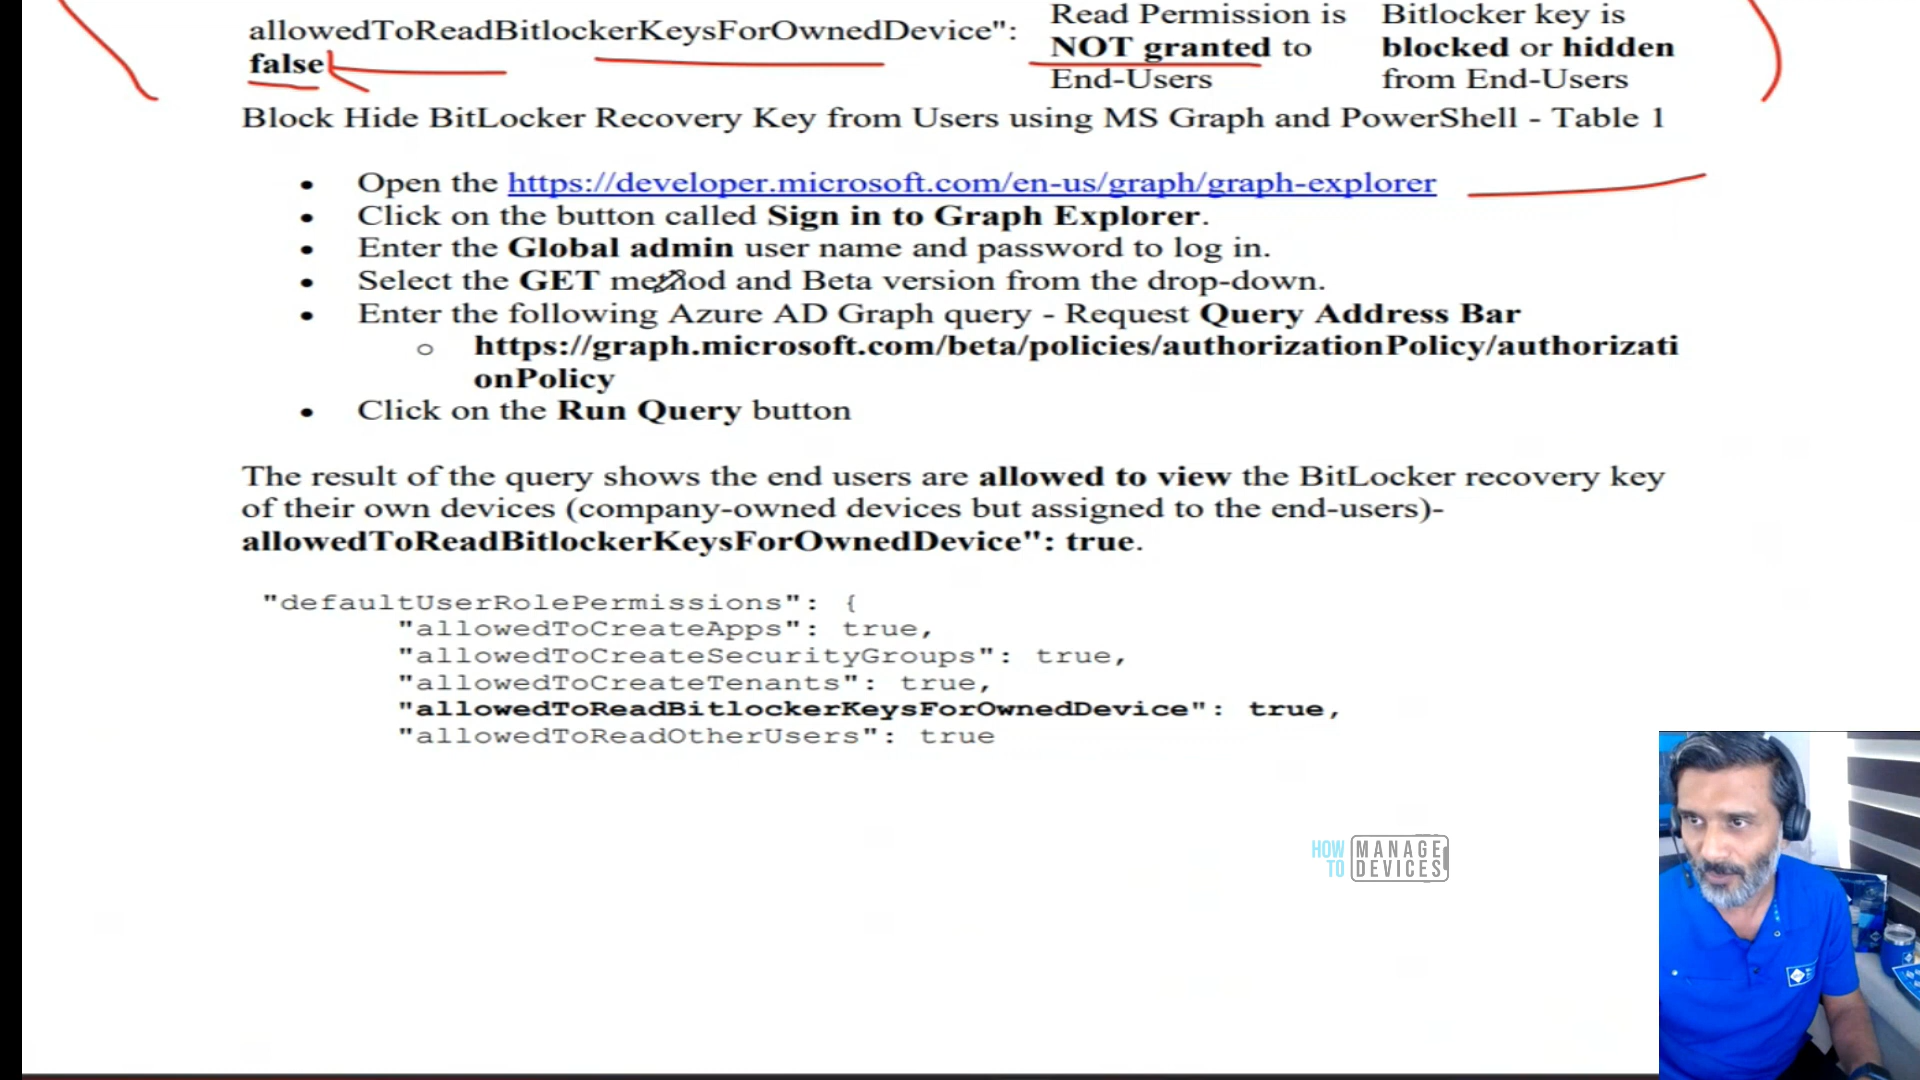 allowedToReadBitlockerKeysForOwnedDevice":
false
Read Permission is
NOT granted to
End-Users
Bitlocker key is
blocked or hidden
from End-Users
Block Hide BitLocker Recovery Key from Users using MS Graph and PowerShell - Table 1
• Open the https://developer.microsoft.com/en-us/graph/graph-explorer
• Click on the button called Sign in to Graph Explorer.
• Enter the Global admin user name and password to log in.
• Select the GET method and Beta version from the drop-down.
• Enter the following Azure AD Graph query - Request Query Address Bar
o https://graph.microsoft.com/beta/policies/authorizationPolicy/authorizati
onPolicy
• Click on the Run Query button
The result of the query shows the end users are allowed to view the BitLocker recovery key
of their own devices (company-owned devices but assigned to the end-users)-
allowedToReadBitlockerKeysForOwnedDevice": true.
"defaultUserRolePermissions": {
"allowedToCreateApps": true,
"allowedToCreateSecurityGroups": true,
"allowedToCreateTenants": true,
"allowedToReadBitlockerKeysForOwnedDevice": true,
"allowedToReadOtherUsers": true
HOW TO
MANAGE
DEVICES